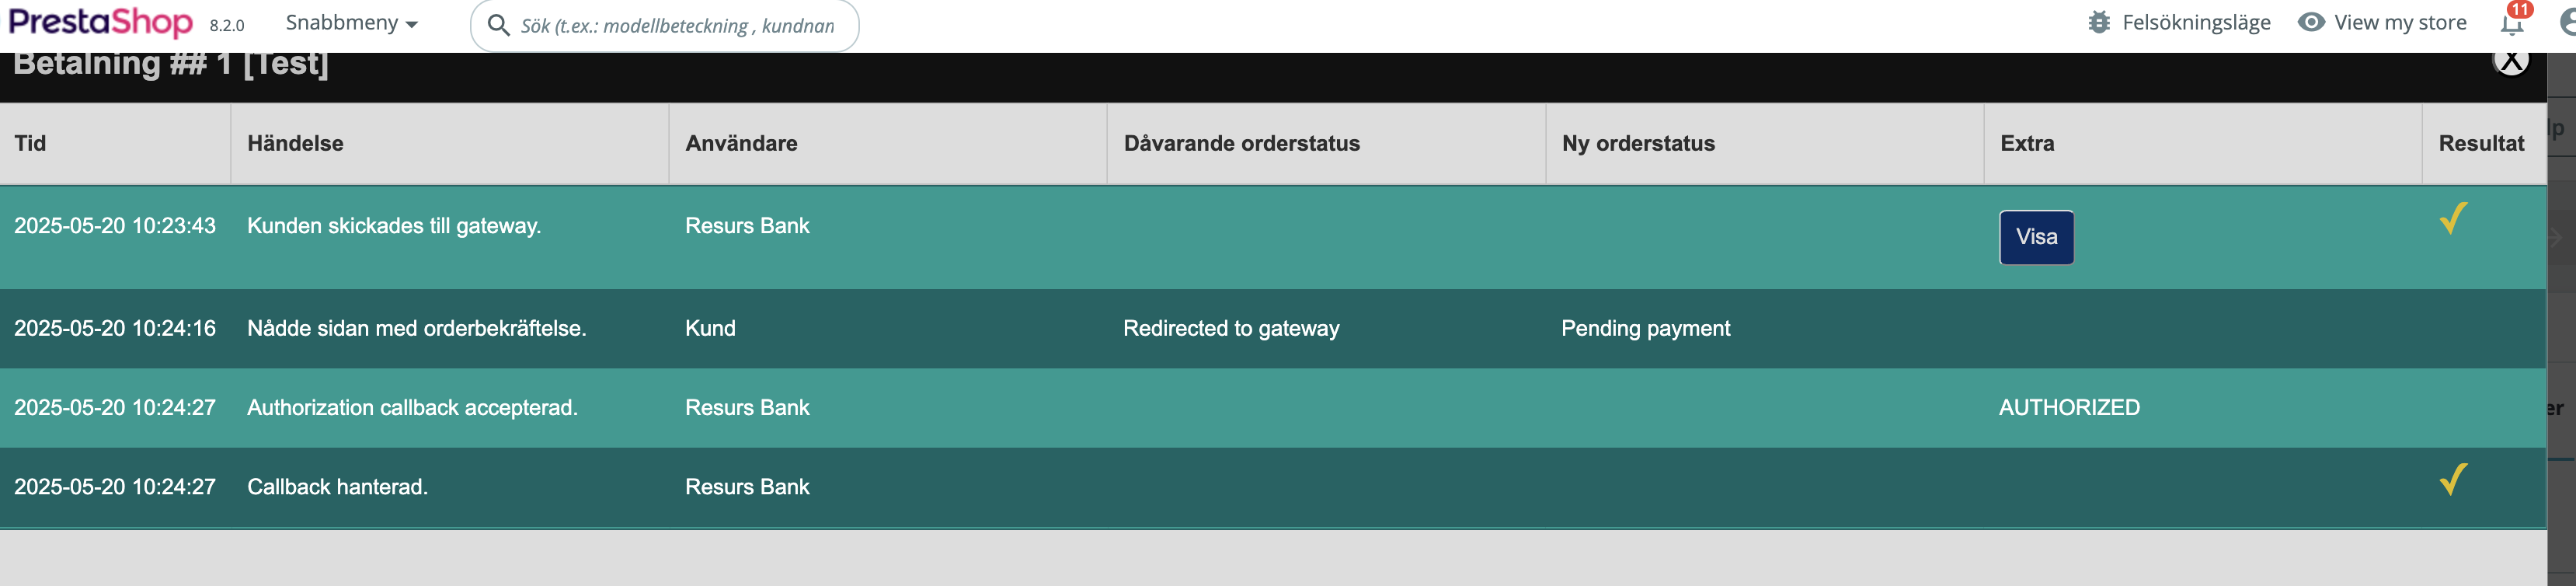 PrestaShop 8.2.0 Snabbmeny Sök (t.ex.: modellbeteckning , kundnan Felsökningsläge View my store 11
Betalning ## 1 [Test] X
Tid Händelse Användare Dåvarande orderstatus Ny orderstatus Extra Resultat
2025-05-20 10:23:43 Kunden skickades till gateway. Resurs Bank Visa
2025-05-20 10:24:16 Nådde sidan med orderbekräftelse. Kund Redirected to gateway Pending payment
2025-05-20 10:24:27 Authorization callback accepterad. Resurs Bank AUTHORIZED
2025-05-20 10:24:27 Callback hanterad. Resurs Bank